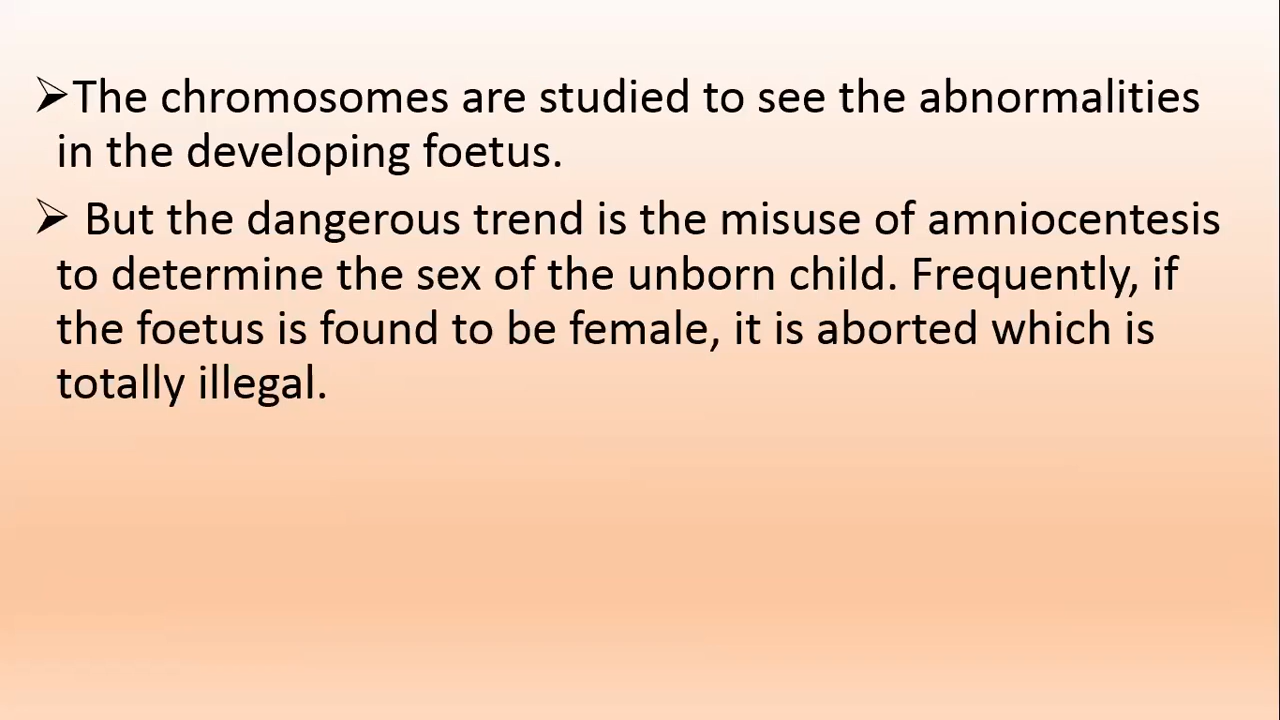 ➢The chromosomes are studied to see the abnormalities
in the developing foetus.
➢ But the dangerous trend is the misuse of amniocentesis
to determine the sex of the unborn child. Frequently, if
the foetus is found to be female, it is aborted which is
totally illegal.